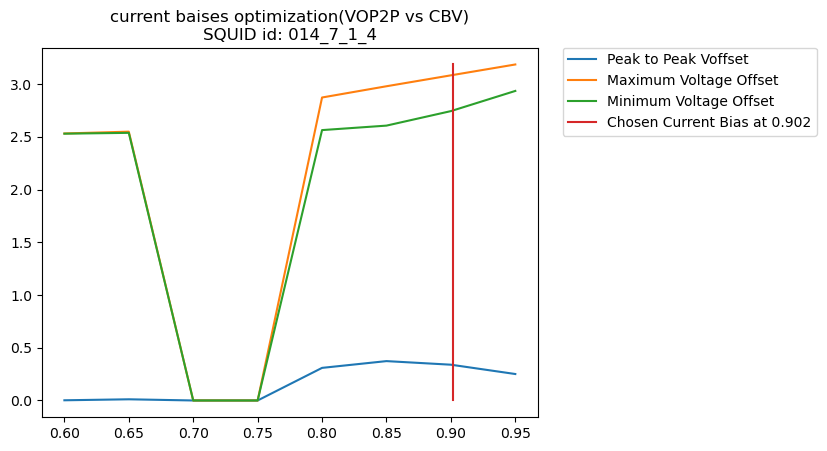 current baises optimization(VOP2P vs CBV)
SQUID id: 014_7_1_4
Peak to Peak Voffset
Maximum Voltage Offset
Minimum Voltage Offset
Chosen Current Bias at 0.902
3.0
2.5
2.0
1.5
1.0
0.5
0.0
0.60 0.65 0.70 0.75 0.80 0.85 0.90 0.95